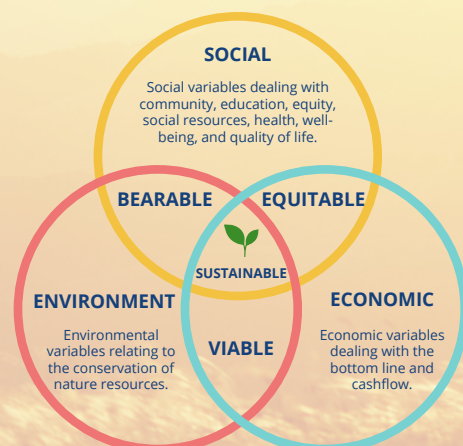 SOCIAL
Social variables dealing with
community, education, equity,
social resources, health, well-
being, and quality of life.
BEARABLE
EQUITABLE
SUSTAINABLE
ENVIRONMENT
Environmental
variables relating to
the conservation of
nature resources.
VIABLE
ECONOMIC
Economic variables
dealing with the
bottom line and
cashflow.